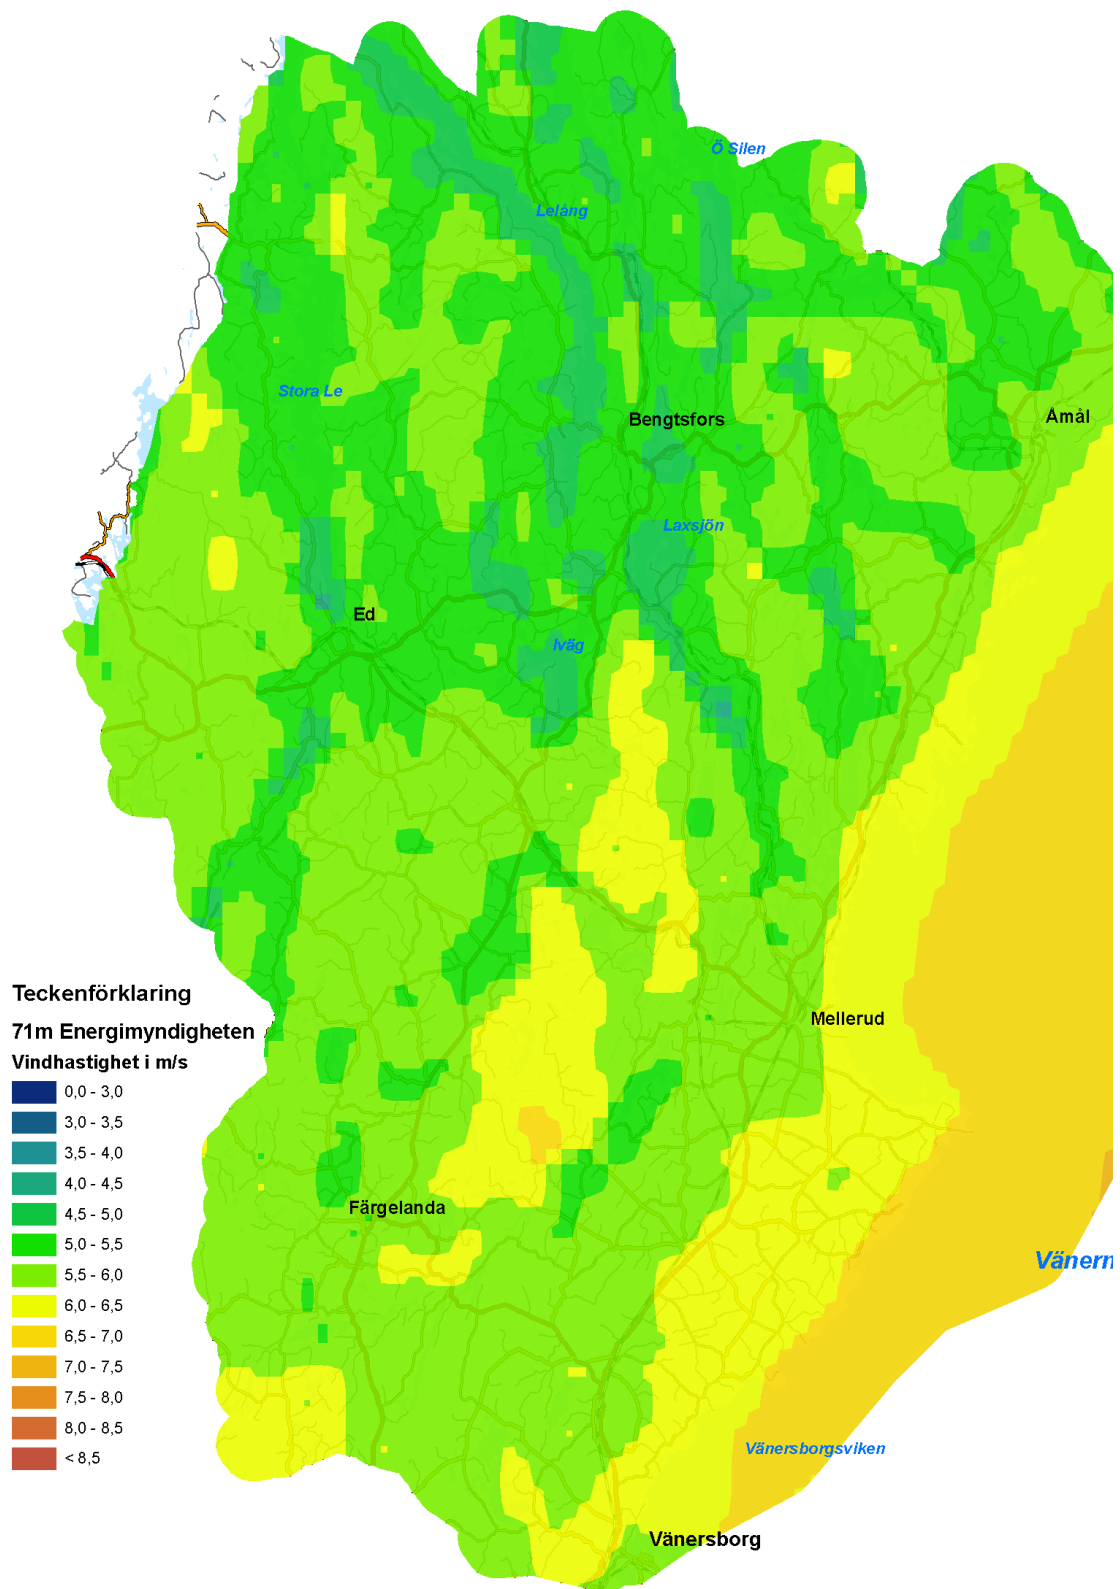 Ö Silen
Lelång
Stora Le
Bengtsfors
Åmål
Laxsjön
Ed
Iväg
Teckenförklaring
71m Energimyndigheten
Vindhastighet i m/s
0,0 - 3,0
3,0 - 3,5
3,5 - 4,0
4,0 - 4,5
4,5 - 5,0
5,0 - 5,5
5,5 - 6,0
6,0 - 6,5
6,5 - 7,0
7,0 - 7,5
7,5 - 8,0
8,0 - 8,5
< 8,5
Mellerud
Färgelanda
Vänern
Vänersborgsviken
Vänersborg